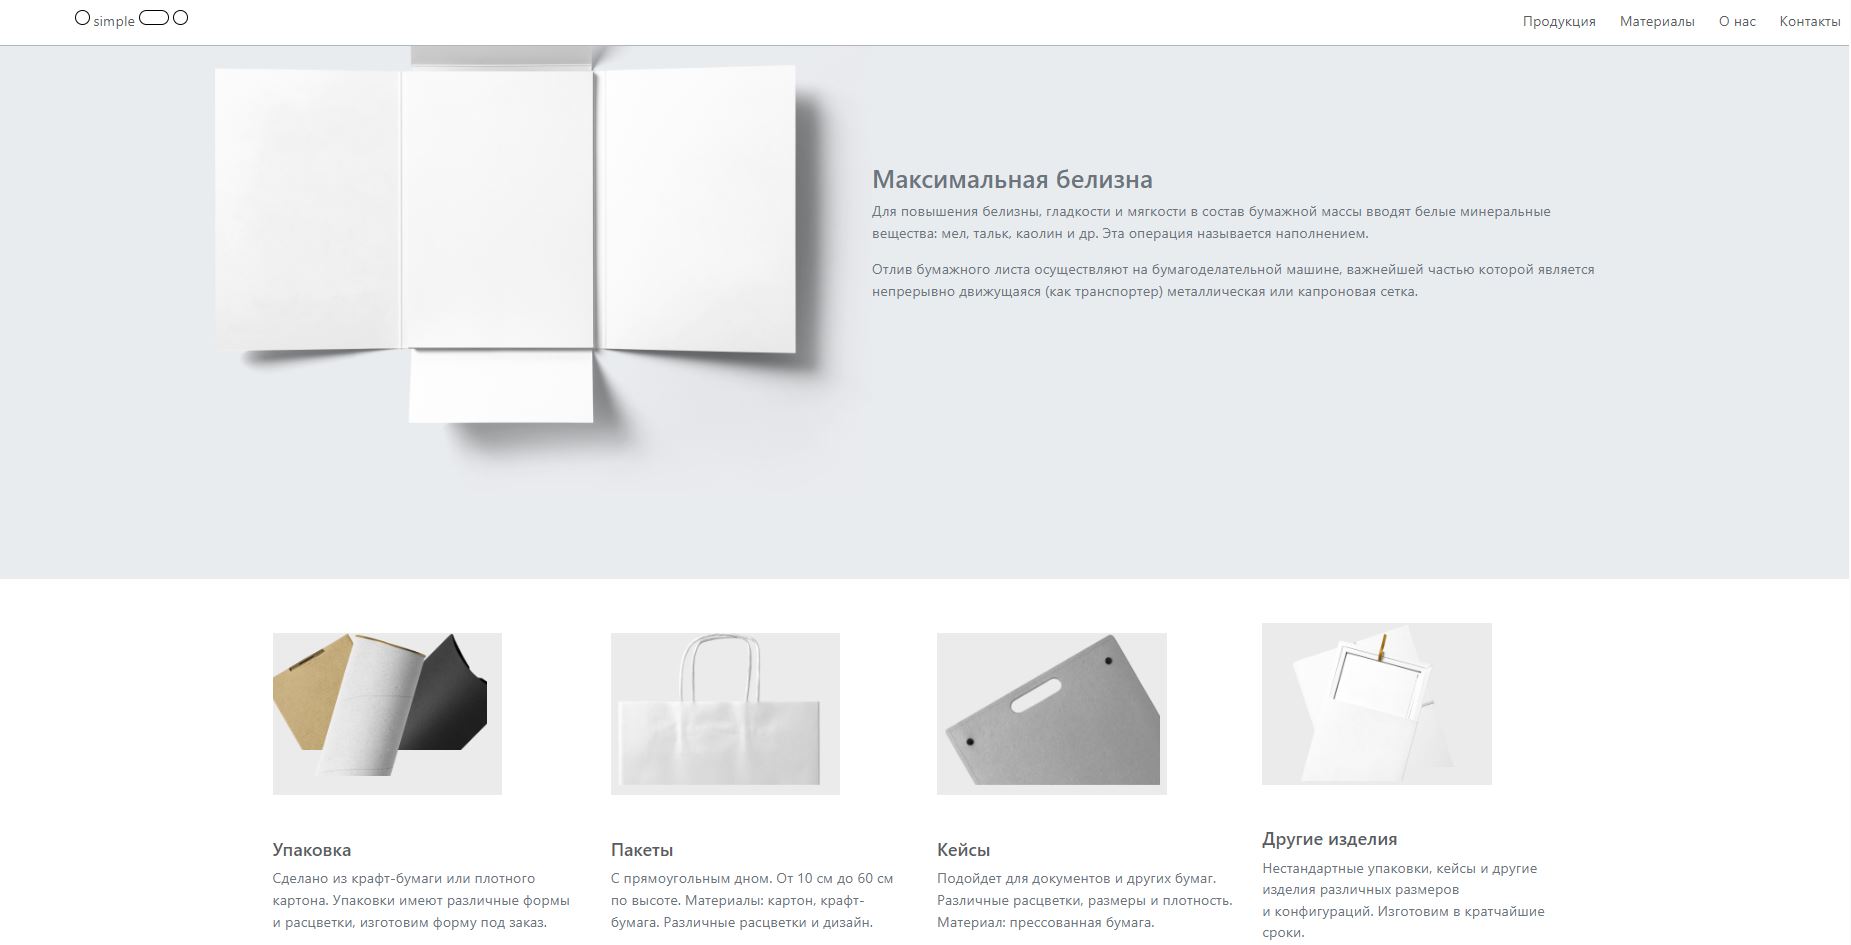 simple
Продукция Материалы О нас Контакты
Максимальная белизна
Для повышения белизны, гладкости и мягкости в состав бумажной массы вводят белые минеральные
вещества: мел, тальк, каолин и др. Эта операция называется наполнением.
Отлив бумажного листа осуществляют на бумагоделательной машине, важнейшей частью которой является
непрерывно движущаяся (как транспортер) металлическая или капроновая сетка.
Упаковка
Сделано из крафт-бумаги или плотного
картона. Упаковки имеют различные формы
и расцветки, изготовим форму под заказ.
Пакеты
С прямоугольным дном. От 10 см до 60 см
по высоте. Материалы: картон, крафт-
бумага. Различные расцветки и дизайн.
Кейсы
Подойдет для документов и других бумаг.
Различные расцветки, размеры и плотность.
Материал: прессованная бумага.
Другие изделия
Нестандартные упаковки, кейсы и другие
изделия различных размеров
и конфигураций. Изготовим в кратчайшие
сроки.